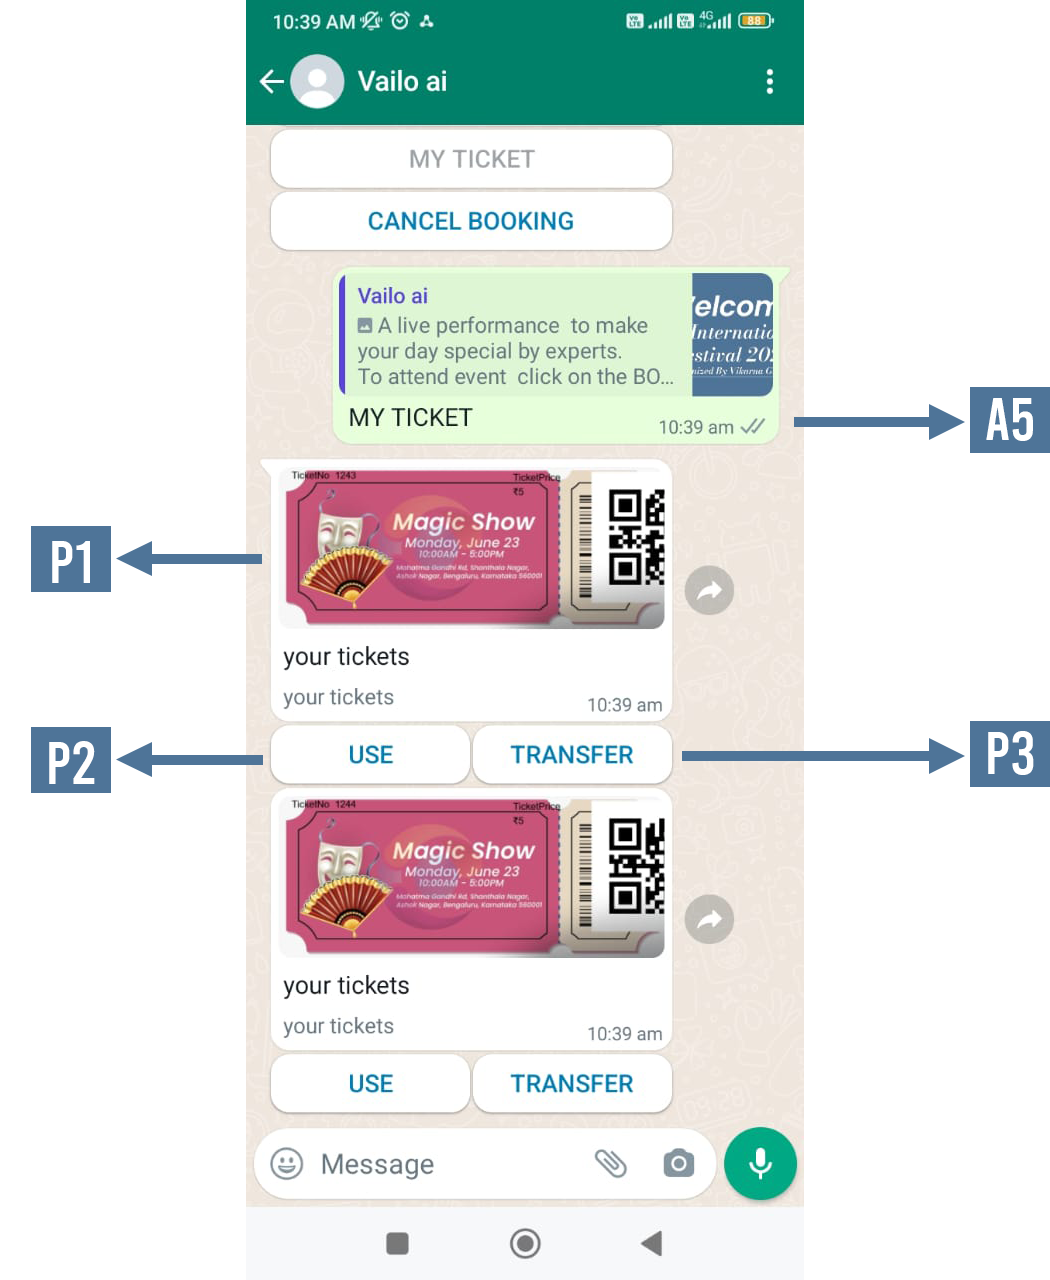 10:39 AM
4G
88
Vailo ai
MY TICKET
CANCEL BOOKING
Vailo ai
A live performance to make
your day special by experts.
To attend event click on the BO...
elcom
Internatio
stival 20
nized By Vikarna G
MY TICKET
10:39 am
A5
TicketNo 1243
TicketPrice
₹5
Magic Show
Monday, June 23
10:00AM - 5:00PM
Mahatma Gandhi Rd, Shanthala Nagar,
Ashok Nagar, Bengaluru, Karnataka 560001
P1
your tickets
your tickets
10:39 am
P2
USE
TRANSFER
P3
TicketNo 1244
TicketPrice
₹5
Magic Show
Monday, June 23
10:00AM - 5:00PM
Mahatma Gandhi Rd, Shanthala Nagar,
Ashok Nagar, Bengaluru, Karnataka 560001
your tickets
your tickets
10:39 am
USE
TRANSFER
Message